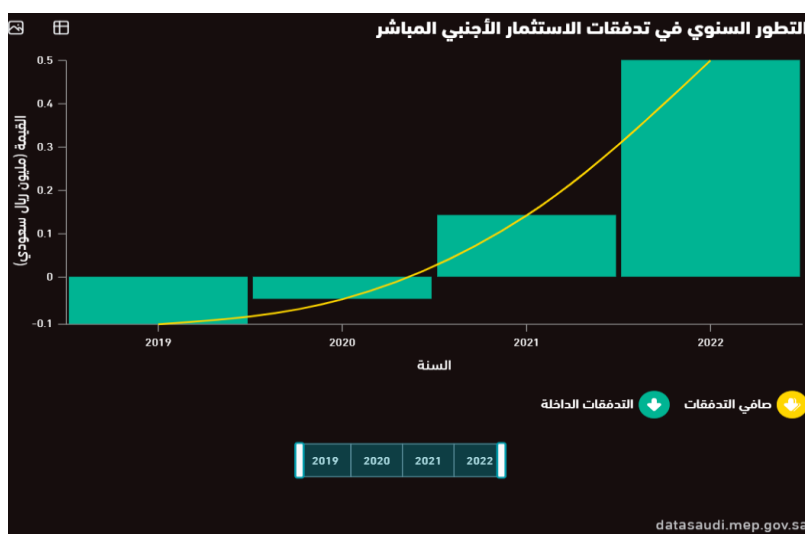 التطور السنوي في تدفقات الاستثمار الأجنبي المباشر
القيمة (مليون ريال سعودي)
0.5
0.4
0.3
0.2
0.1
0
-0.1
2019 2020 2021 2022
السنة
صافي التدفقات التدفقات الداخلة
2019 2020 2021 2022
datasaudi.mep.gov.sa